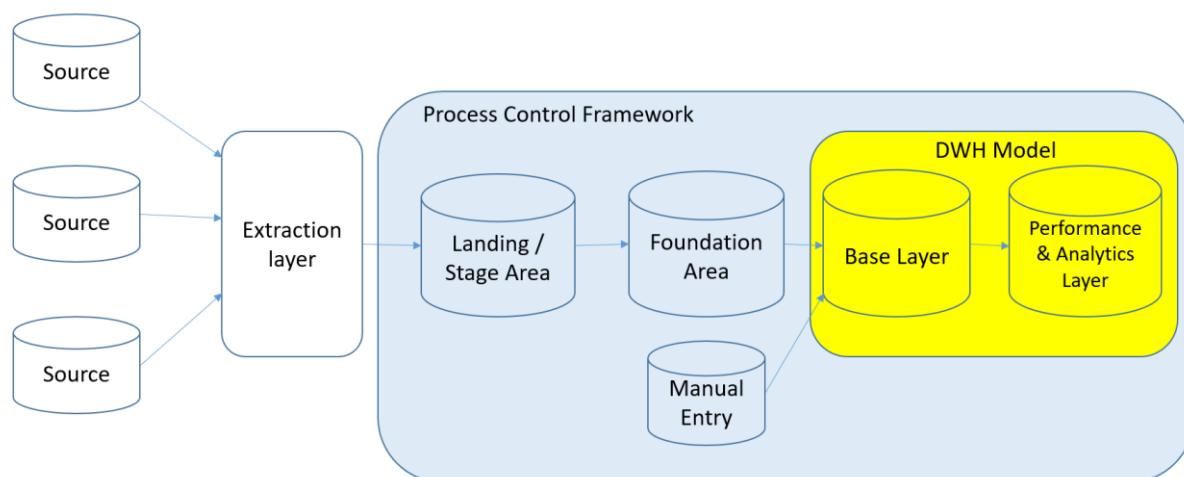 Source
Source
Source
Extraction
layer
Process Control Framework
Landing /
Stage Area
Foundation
Area
Manual
Entry
DWH Model
Base Layer
Performance
& Analytics
Layer